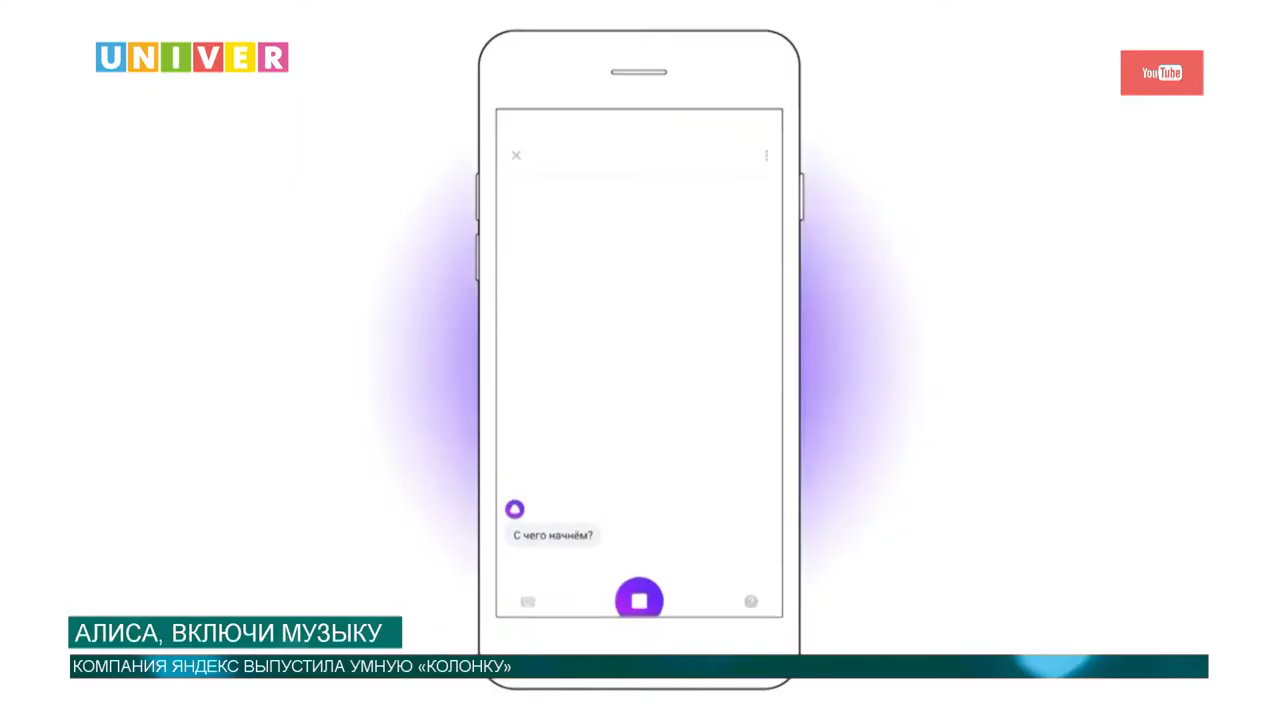 UNIVER
YouTube
С чего начнём?
АЛИСА, ВКЛЮЧИ МУЗЫКУ
КОМПАНИЯ ЯНДЕКС ВЫПУСТИЛА УМНУЮ «КОЛОНКУ»